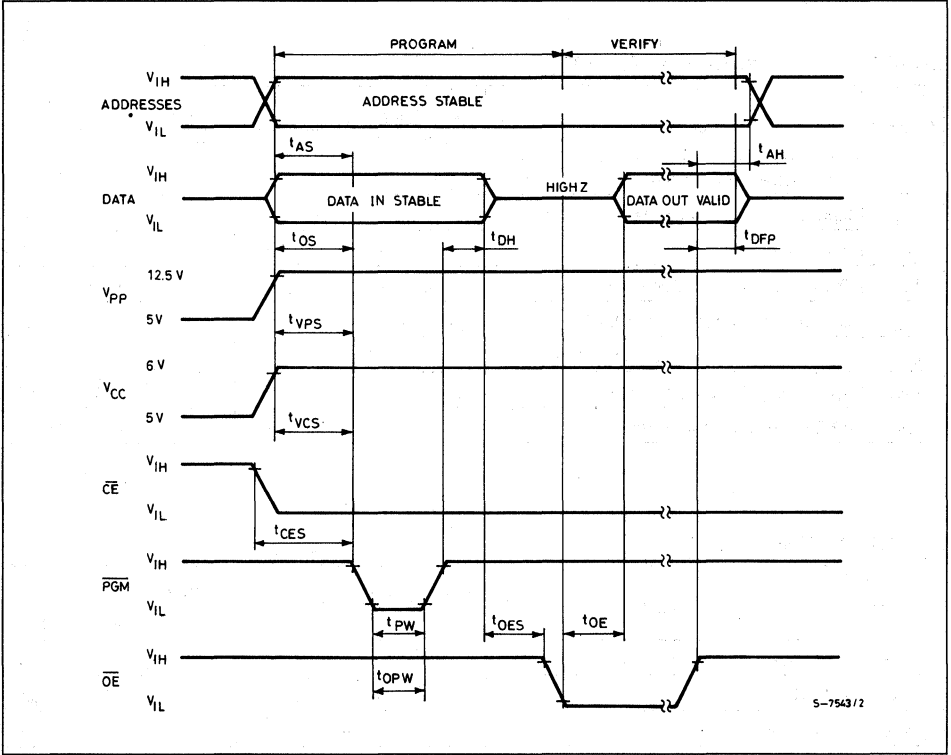 PROGRAM VERIFY
VIH
ADDRESSES
ADDRESS STABLE
VIL
tAS
tAH
VIH
DATA
DATA IN STABLE
HIGH Z
DATA OUT VALID
VIL
tOS
tDH
tDFP
12.5 V
VPP
5V
tVPS
6 V
VCC
5V
tVCS
VIH
CE
VIL
tCES
VIH
PGM
VIL
tPW
tOES
tOE
VIH
OE
tOPW
VIL
S-7543/2